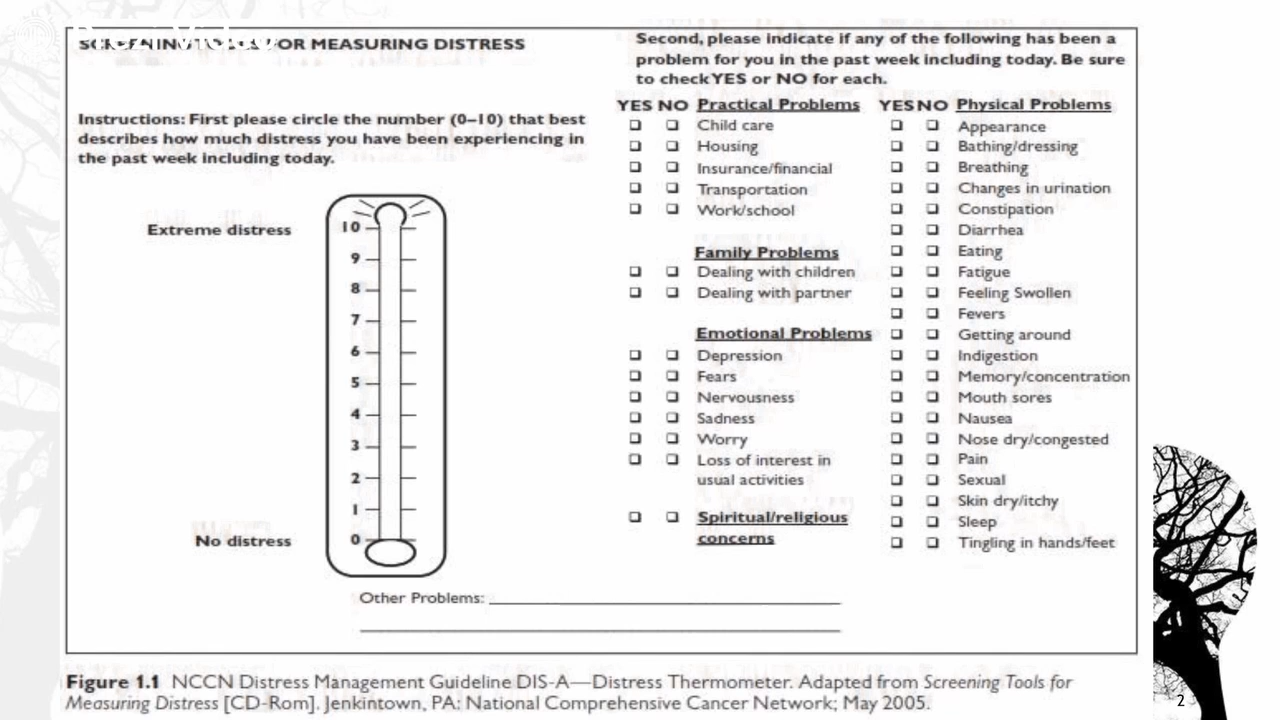 SCREENING TOOLS FOR MEASURING DISTRESS
Instructions: First please circle the number (0–10) that best
describes how much distress you have been experiencing in
the past week including today.
Extreme distress
10
9
8
7
6
5
4
3
2
1
0
No distress
Second, please indicate if any of the following has been a
problem for you in the past week including today. Be sure
to check YES or NO for each.
YES NO Practical Problems
Child care
Housing
Insurance/financial
Transportation
Work/school
Family Problems
Dealing with children
Dealing with partner
Emotional Problems
Depression
Fears
Nervousness
Sadness
Worry
Loss of interest in
usual activities
Spiritual/religious
concerns
YES NO Physical Problems
Appearance
Bathing/dressing
Breathing
Changes in urination
Constipation
Diarrhea
Eating
Fatigue
Feeling Swollen
Fevers
Getting around
Indigestion
Memory/concentration
Mouth sores
Nausea
Nose dry/congested
Pain
Sexual
Skin dry/itchy
Sleep
Tingling in hands/feet
Other Problems:
Figure 1.1 NCCN Distress Management Guideline DIS-A—Distress Thermometer. Adapted from Screening Tools for
Measuring Distress [CD-Rom]. Jenkintown, PA: National Comprehensive Cancer Network; May 2005.
2